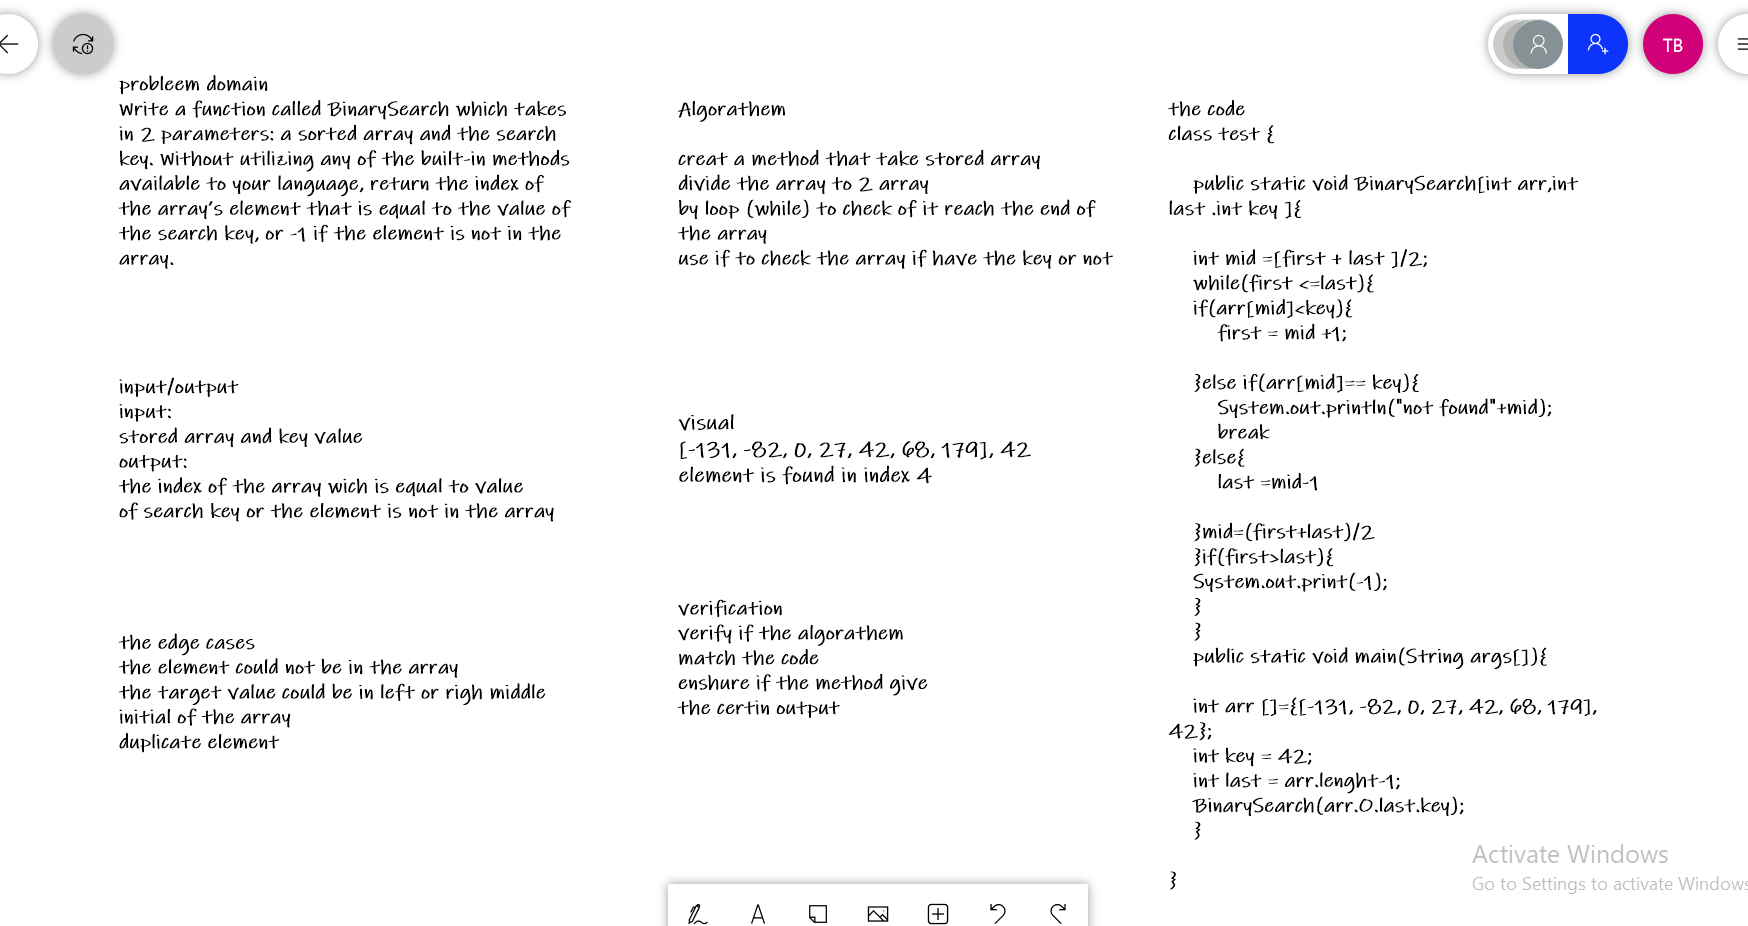 TB
probleem domain
Write a function called BinarySearch which takes
in 2 parameters: a sorted array and the search
key. Without utilizing any of the built-in methods
available to your language, return the index of
the array's element that is equal to the value of
the search key, or -1 if the element is not in the
array.
input/output
input:
stored array and key value
output:
the index of the array wich is equal to value
of search key or the element is not in the array
the edge cases
the element could not be in the array
the target value could be in left or righ middle
initial of the array
duplicate element
Algorathem
creat a method that take stored array
divide the array to 2 array
by loop (while) to check of it reach the end of
the array
use if to check the array if have the key or not
visual
[-131, -82, 0, 27, 42, 68, 179], 42
element is found in index 4
verification
verify if the algorathem
match the code
enshure if the method give
the certin output
the code
class test {
public static void BinarySearch[int arr,int
last .int key ]{
int mid =[first + last ]/2;
while(first <=last){
if(arr[mid]<key){
first = mid +1;
}else if(arr[mid]== key){
System.out.println("not found"+mid);
break
}else{
last =mid-1
}mid=(first+last)/2
}if(first>last){
System.out.print(-1);
}
}
public static void main(String args[]){
int arr []={[-131, -82, 0, 27, 42, 68, 179],
42};
int key = 42;
int last = arr.lenght-1;
BinarySearch(arr.0.last.key);
}
}
Activate Windows
Go to Settings to activate Windows